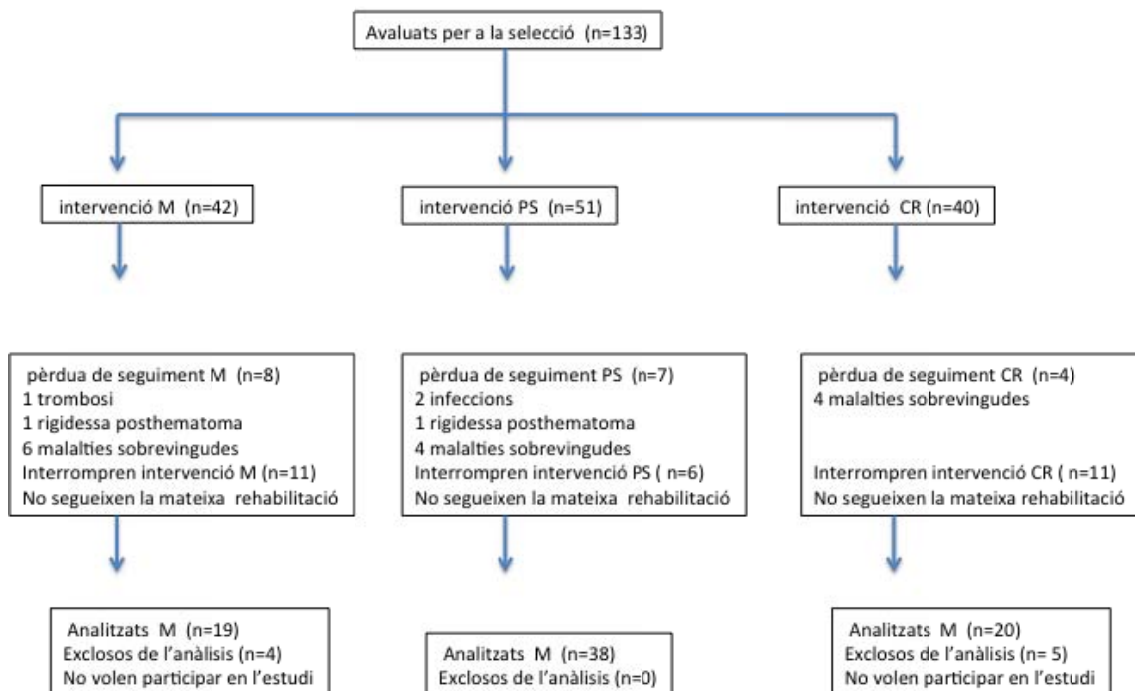 Avaluats per a la selecció (n=133)
intervenció M (n=42)
intervenció PS (n=51)
intervenció CR (n=40)
pèrdua de seguiment M (n=8)
1 trombosi
1 rigidessa posthematoma
6 malalties sobrevingudes
Interrompren intervenció M (n=11)
No segueixen la mateixa rehabilitació
pèrdua de seguiment PS (n=7)
2 infeccions
1 rigidessa posthematoma
4 malalties sobrevingudes
Interrompren intervenció PS ( n=6)
No segueixen la mateixa rehabilitació
pèrdua de seguiment CR (n=4)
4 malalties sobrevingudes
Interrompren intervenció CR ( n=11)
No segueixen la mateixa rehabilitació
Analitzats M (n=19)
Exclosos de l'anàlisis (n=4)
No volen participar en l'estudi
Analitzats M (n=38)
Exclosos de l'anàlisis (n=0)
Analitzats M (n=20)
Exclosos de l'anàlisis (n= 5)
No volen participar en l'estudi